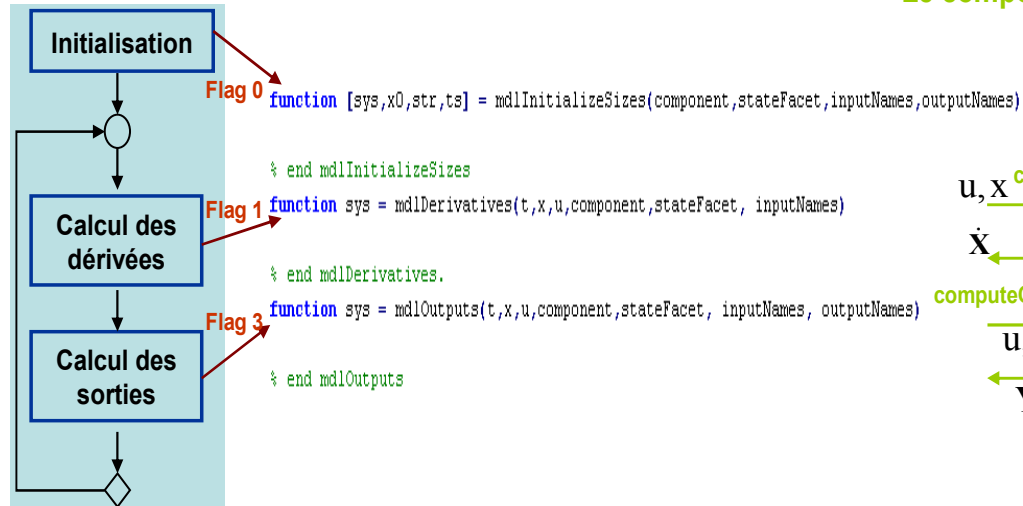 Initialisation
Flag 0
function [sys,x0,str,ts] = mdlInitializeSizes(component,stateFacet,inputNames,outputNames)
% end mdlInitializeSizes
Calcul des
dérivées
Flag 1
function sys = mdlDerivatives(t,x,u,component,stateFacet, inputNames)
% end mdlDerivatives.
Calcul des
sorties
Flag 3
function sys = mdlOutputs(t,x,u,component,stateFacet, inputNames, outputNames)
% end mdlOutputs
u, x
Ẋ
u